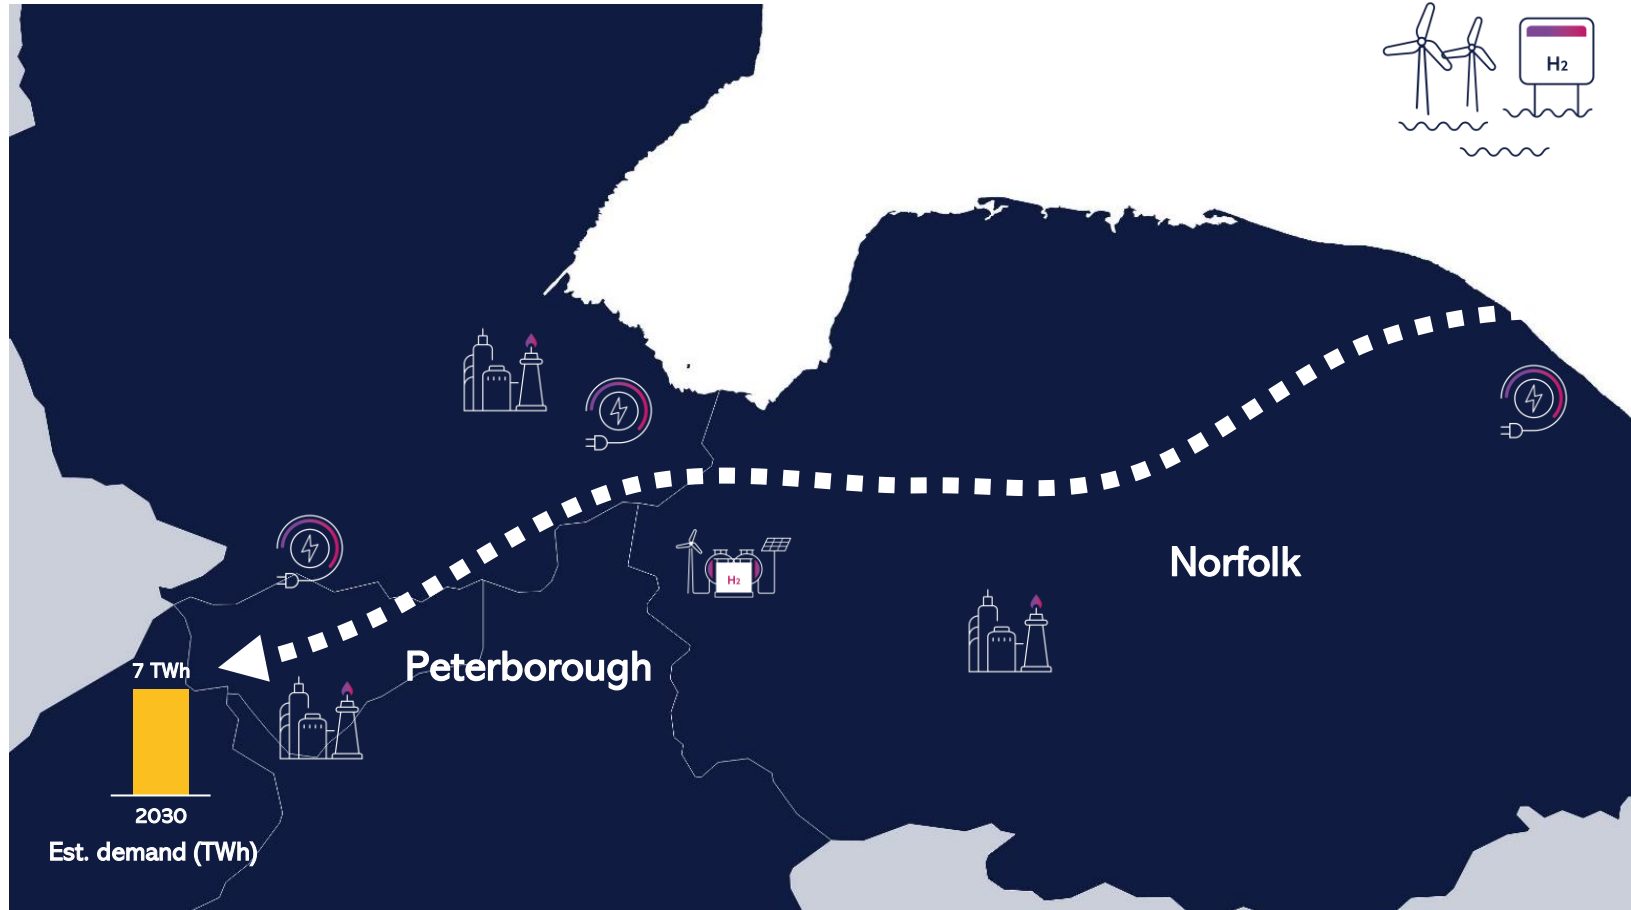 H2
Norfolk
H2
Peterborough
7 TWh
2030
Est. demand (TWh)